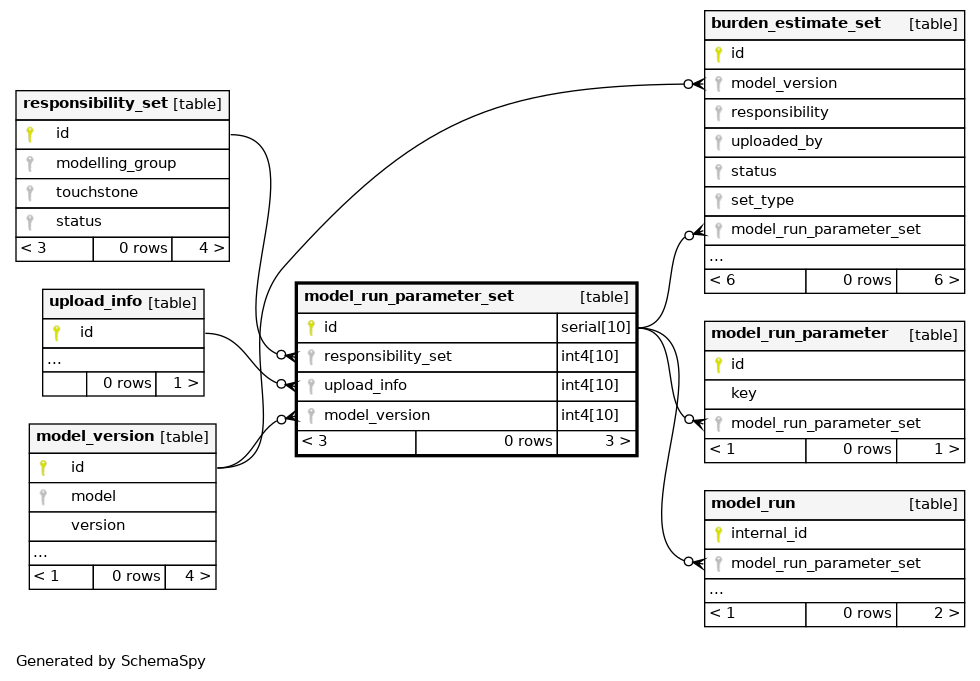 responsibility_set [table]
id
modelling_group
touchstone
status
< 3 0 rows 4 >
upload_info [table]
id
...
0 rows 1 >
model_version [table]
id
model
version
...
< 1 0 rows 4 >
model_run_parameter_set [table]
id serial[10]
responsibility_set int4[10]
upload_info int4[10]
model_version int4[10]
< 3 0 rows 3 >
burden_estimate_set [table]
id
model_version
responsibility
uploaded_by
status
set_type
model_run_parameter_set
...
< 6 0 rows 6 >
model_run_parameter [table]
id
key
model_run_parameter_set
< 1 0 rows 1 >
model_run [table]
internal_id
model_run_parameter_set
...
< 1 0 rows 2 >
Generated by SchemaSpy